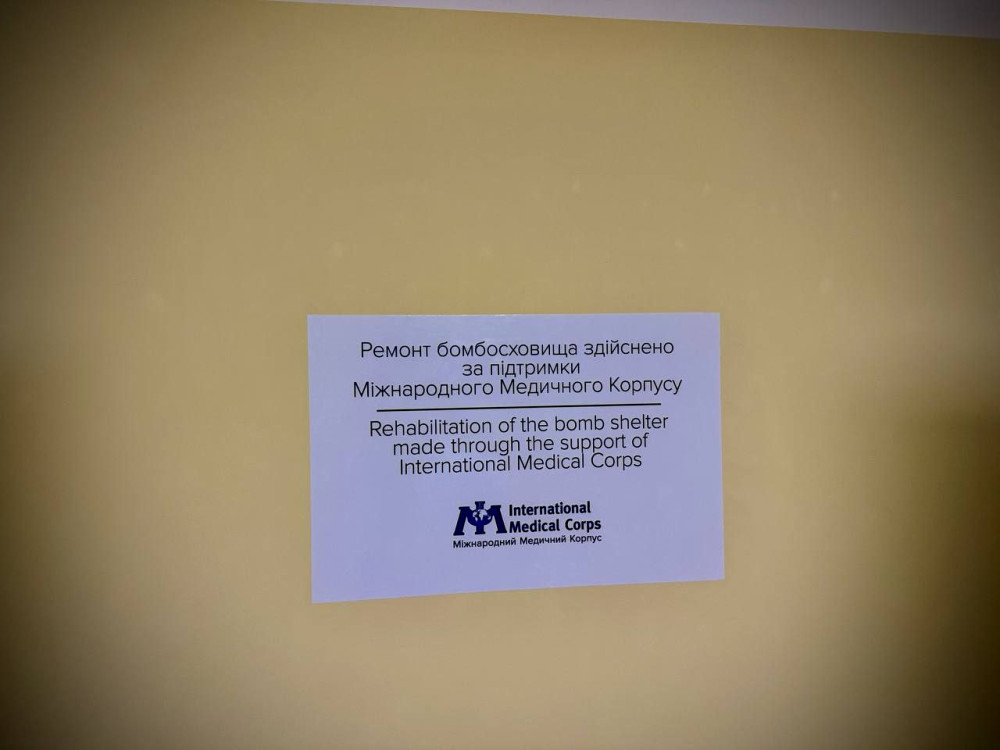 Ремонт бомбосховища здійснено
за підтримки
Міжнародного Медичного Корпусу
Rehabilitation of the bomb shelter
made through the support of
International Medical Corps
International
Medical Corps
Міжнародний Медичний Корпус